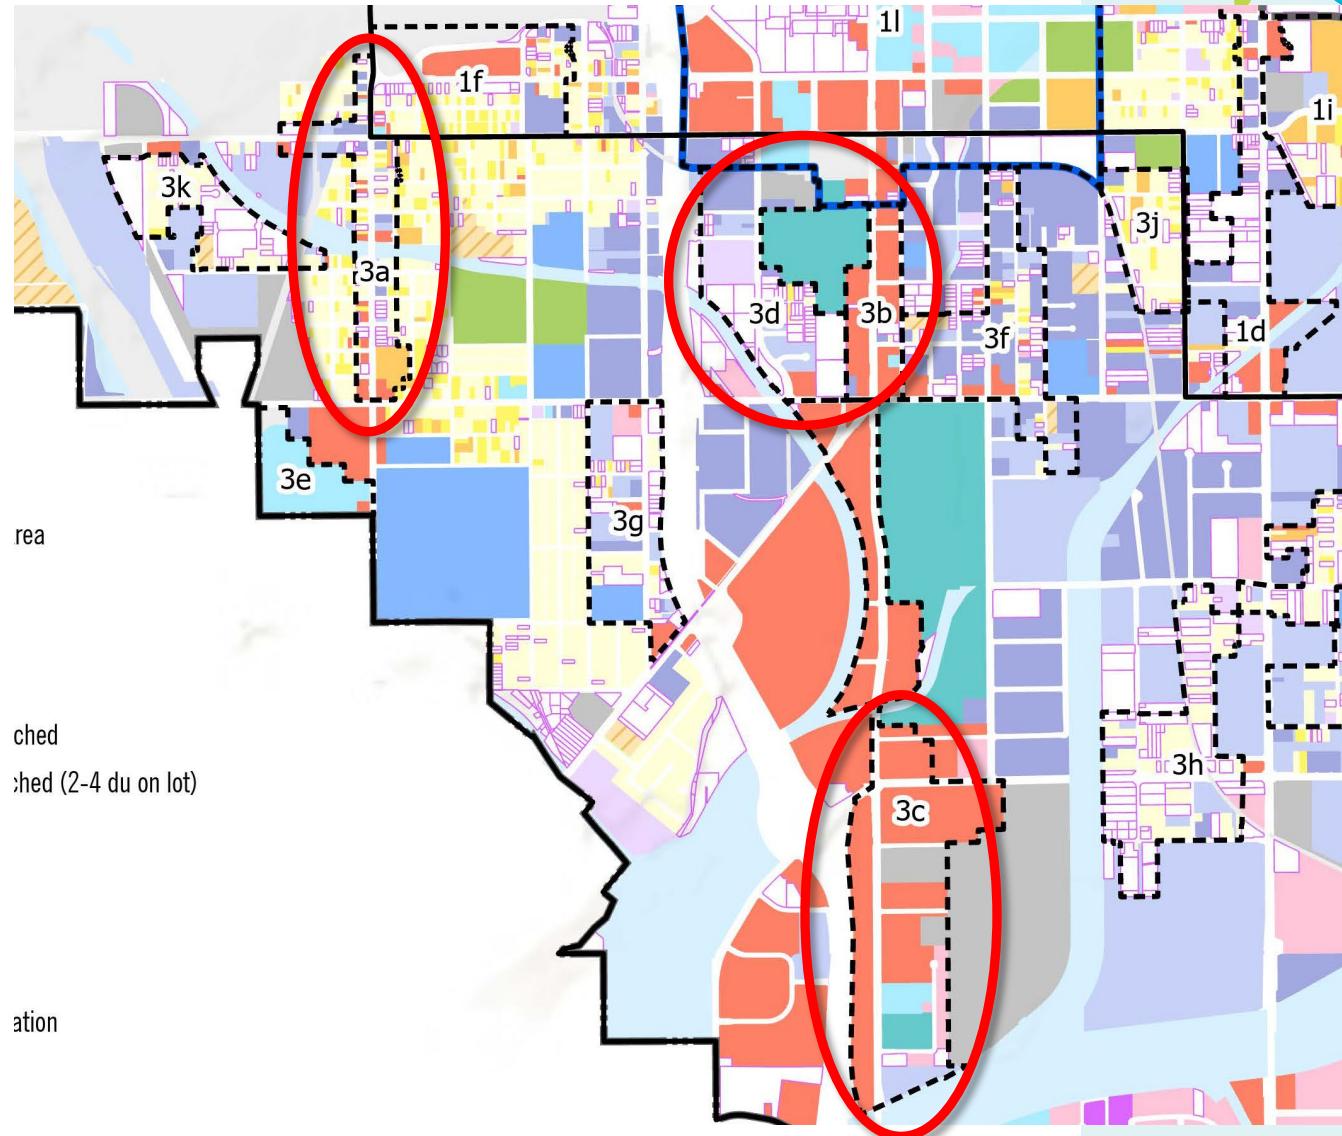 1l
1f
1i
3k
3j
3a
3d
3b
3f
1d
3e
3g
rea
ched
ched (2-4 du on lot)
3h
3c
ation